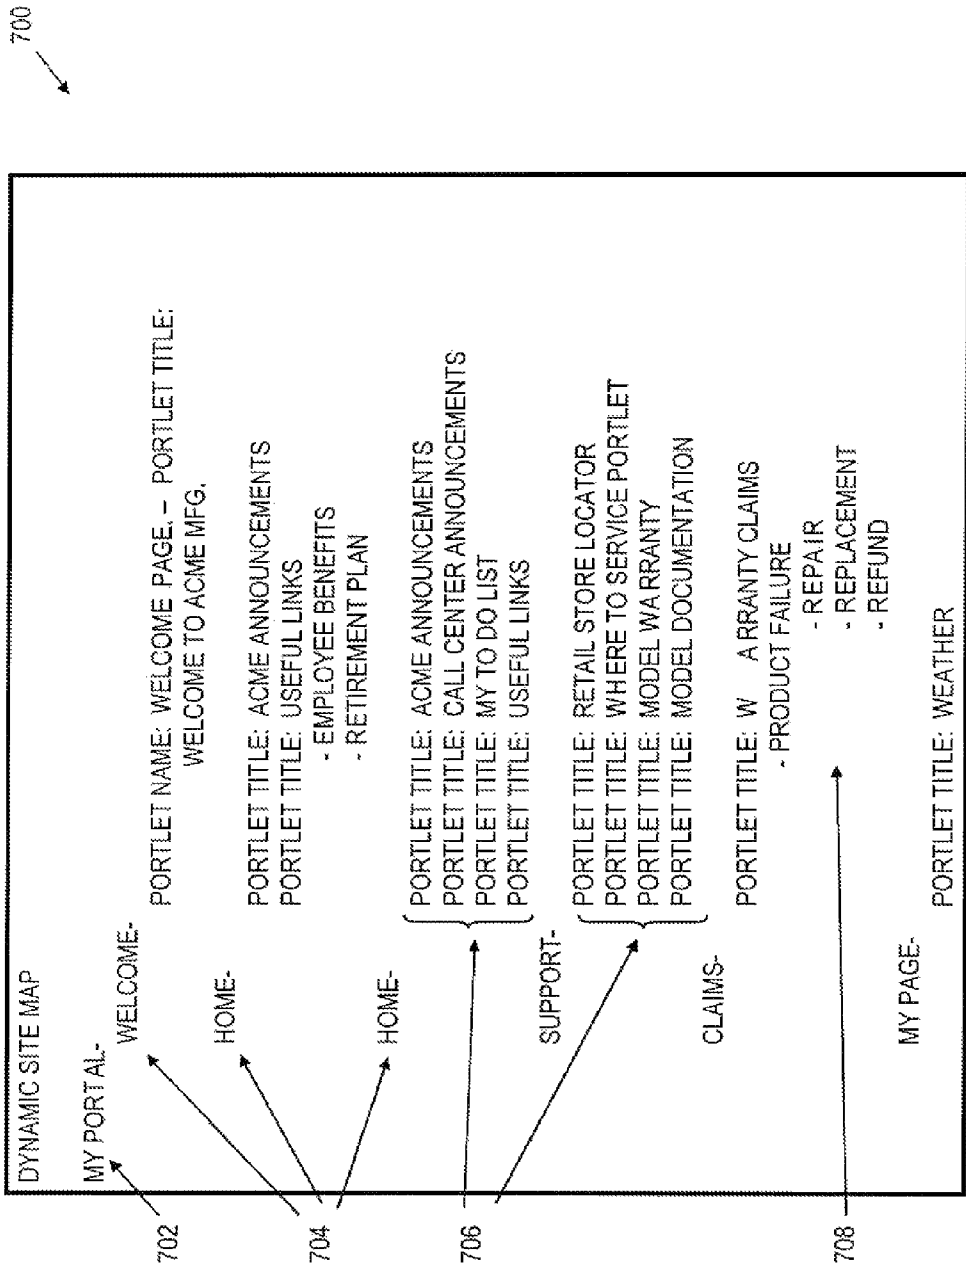 700
DYNAMIC SITE MAP
702
MY PORTAL-
704
WELCOME-
PORTLET NAME: WELCOME PAGE. – PORTLET TITLE:
WELCOME TO ACME MFG.
HOME-
PORTLET TITLE: ACME ANNOUNCEMENTS
PORTLET TITLE: USEFUL LINKS
- EMPLOYEE BENEFITS
- RETIREMENT PLAN
HOME-
706
PORTLET TITLE: ACME ANNOUNCEMENTS
PORTLET TITLE: CALL CENTER ANNOUNCEMENTS
PORTLET TITLE: MY TO DO LIST
PORTLET TITLE: USEFUL LINKS
SUPPORT-
PORTLET TITLE: RETAIL STORE LOCATOR
PORTLET TITLE: WHERE TO SERVICE PORTLET
PORTLET TITLE: MODEL WARRANTY
PORTLET TITLE: MODEL DOCUMENTATION
CLAIMS-
PORTLET TITLE: W ARRANTY CLAIMS
- PRODUCT FAILURE
- REPAIR
708
- REPLACEMENT
- REFUND
MY PAGE-
PORTLET TITLE: WEATHER